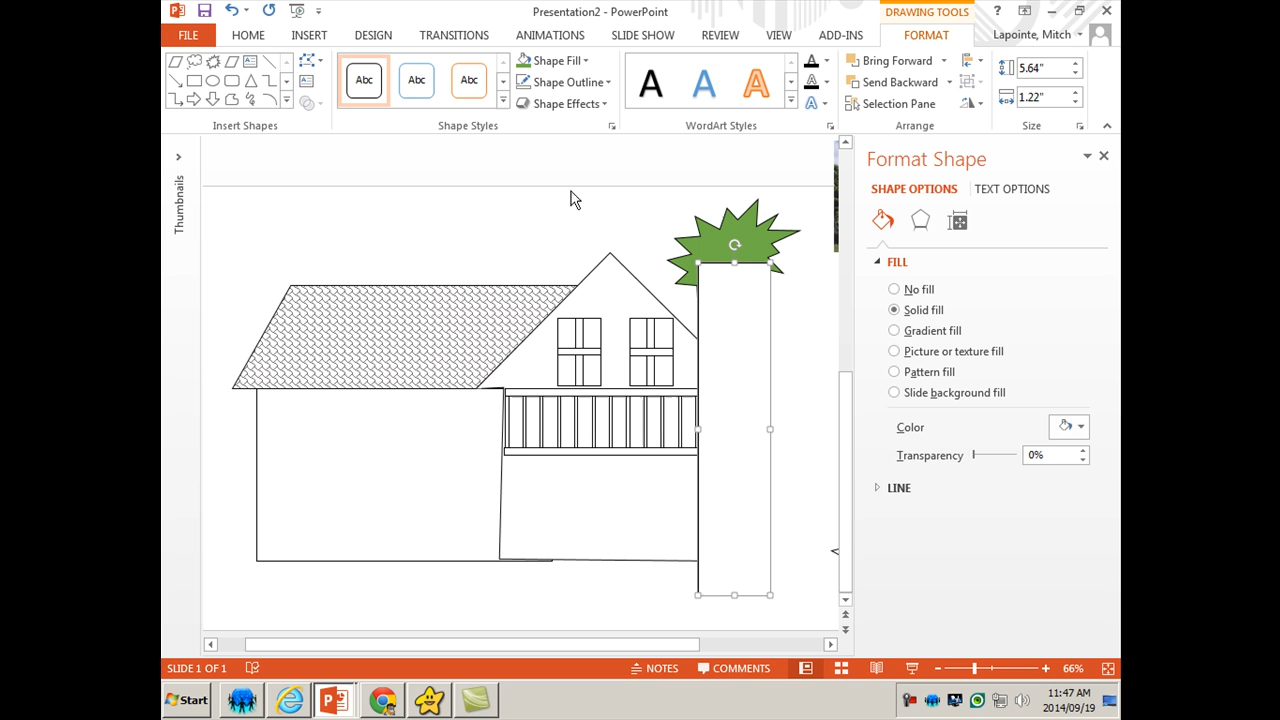 Presentation2 - PowerPoint
DRAWING TOOLS
?
FILE HOME INSERT DESIGN TRANSITIONS ANIMATIONS SLIDE SHOW REVIEW VIEW ADD-INS FORMAT Lapointe, Mitch
Abc Abc Abc
Shape Fill
Shape Outline
Shape Effects
A A A
Bring Forward
Send Backward
Selection Pane
5.64"
1.22"
Insert Shapes Shape Styles WordArt Styles Arrange Size
Thumbnails
Format Shape
SHAPE OPTIONS TEXT OPTIONS
FILL
No fill
Solid fill
Gradient fill
Picture or texture fill
Pattern fill
Slide background fill
Color
Transparency 0%
LINE
SLIDE 1 OF 1 NOTES COMMENTS 66%
Start
11:47 AM
2014/09/19